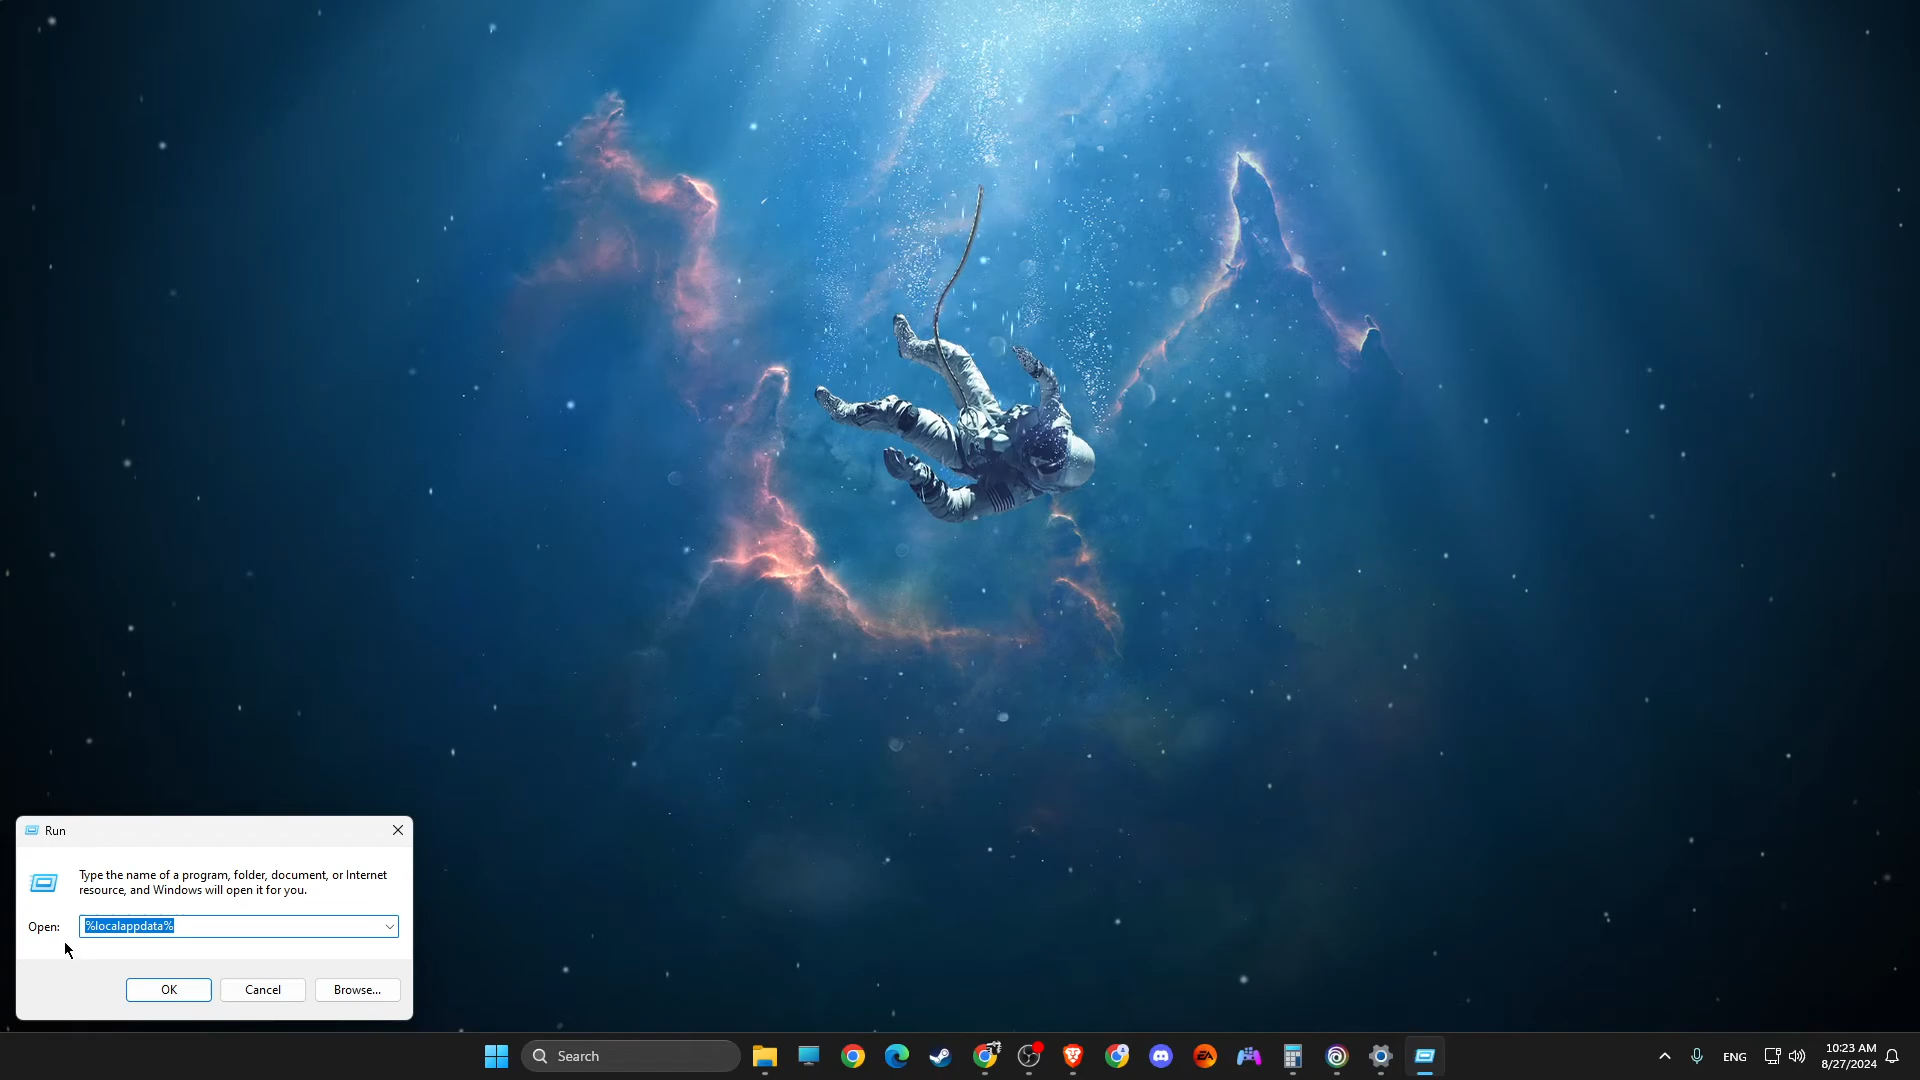 Run
Type the name of a program, folder, document, or Internet
resource, and Windows will open it for you.
Open:
%localappdata%
OK
Cancel
Browse...
Search
EA
ENG
10:23 AM
8/27/2024